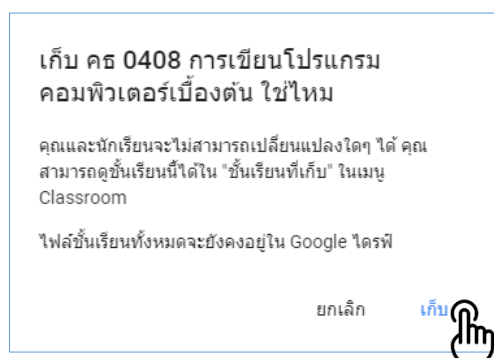 เก็บ คธ 0408 การเขียนโปรแกรม
คอมพิวเตอร์เบื้องต้น ใช่ไหม
คุณและนักเรียนจะไม่สามารถเปลี่ยนแปลงใดๆ ได้ คุณ
สามารถดูชั้นเรียนนี้ได้ใน "ชั้นเรียนที่เก็บ" ในเมนู
Classroom
ไฟล์ชั้นเรียนทั้งหมดจะยังคงอยู่ใน Google ไดรฟ์
ยกเลิก เก็บ